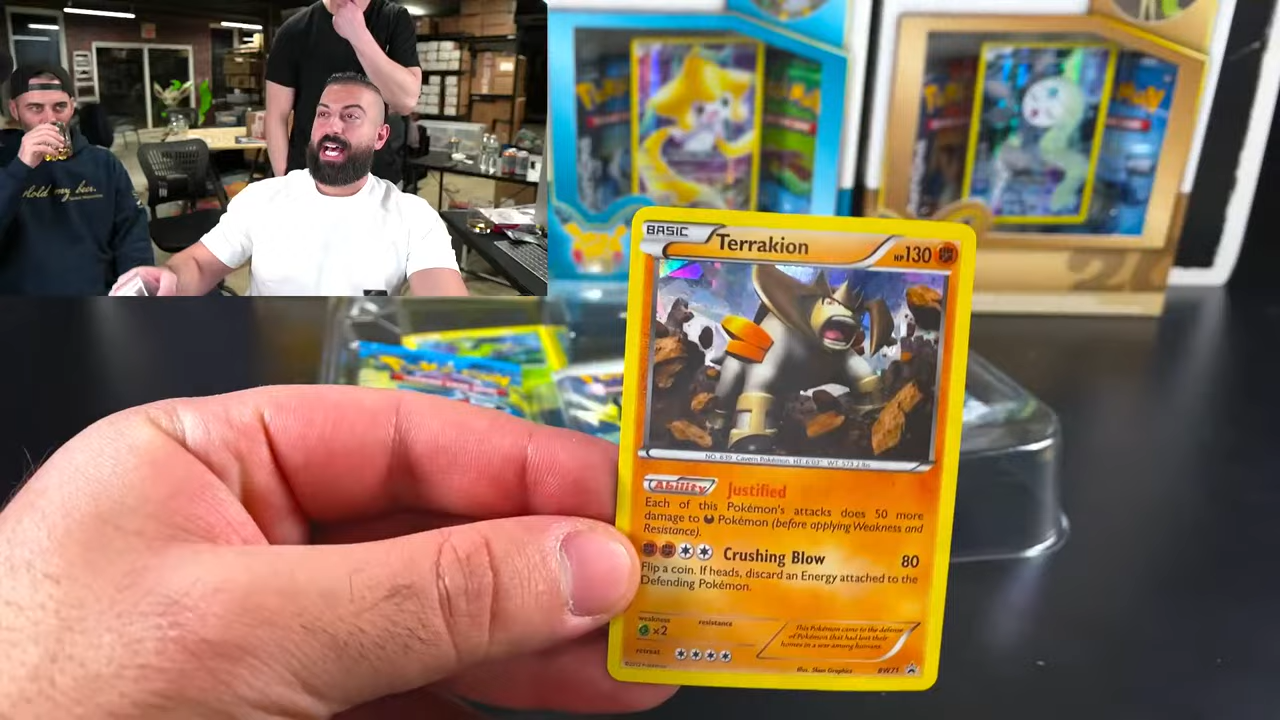 Hold my beer.
BASIC
Terrakion
HP130
NO. 639 Cavern Pokémon HT: 6'03" WT: 573.2 lbs
Ability
Justified
Each of this Pokémon's attacks does 50 more
damage to Pokémon (before applying Weakness and
Resistance).
Crushing Blow 80
Flip a coin. If heads, discard an Energy attached to the
Defending Pokémon.
weakness
resistance
×2
retreat
This Pokémon came to the defense
of Pokémon that had lost their
homes in a war among humans.
Illus. 5ban Graphics
BW71